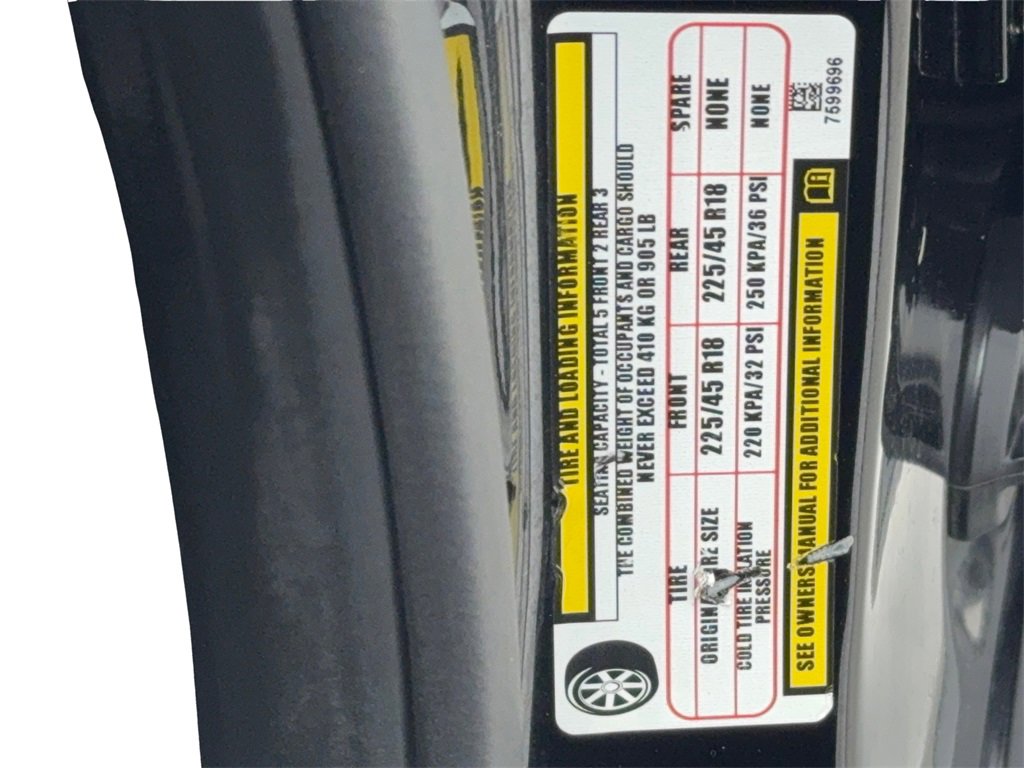 TIRE AND LOADING INFORMATION
SEATING CAPACITY - TOTAL 5 FRONT 2 REAR 3
THE COMBINED WEIGHT OF OCCUPANTS AND CARGO SHOULD
NEVER EXCEED 410 KG OR 905 LB
TIRE FRONT REAR SPARE
SIZE 225/45 R18 225/45 R18 NONE
COLD TIRE 220 KPA/32 PSI 250 KPA/36 PSI NONE
PRESSURE
SEE OWNERS MANUAL FOR ADDITIONAL INFORMATION
7599696